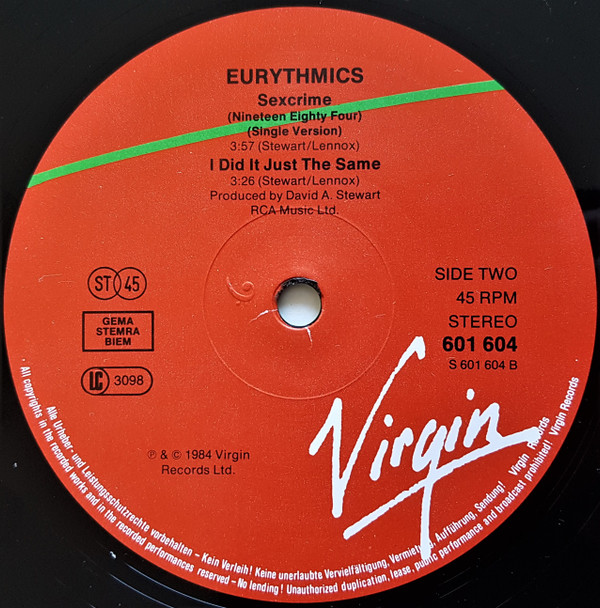 EURYTHMICS
Sexcrime
(Nineteen Eighty Four)
(Single Version)
3:57 (Stewart/Lennox)
I Did It Just The Same
3:26 (Stewart/Lennox)
Produced by David A. Stewart
RCA Music Ltd.
ST 45
GEMA
STEMRA
BIEM
LC 3098
SIDE TWO
45 RPM
STEREO
601 604
S 601 604 B
℗ & © 1984 Virgin
Records Ltd.
Virgin
Alle Urheber- und Leistungsschutzrechte vorbehalten – Kein Verleih! Keine unerlaubte Vervielfältigung, Vermietung, Aufführung, Sendung! Virgin Records
All copyrights in the recorded works and in the recorded performances reserved – No lending! Unauthorized duplication, lease, public performance and broadcast prohibited! Virgin Records